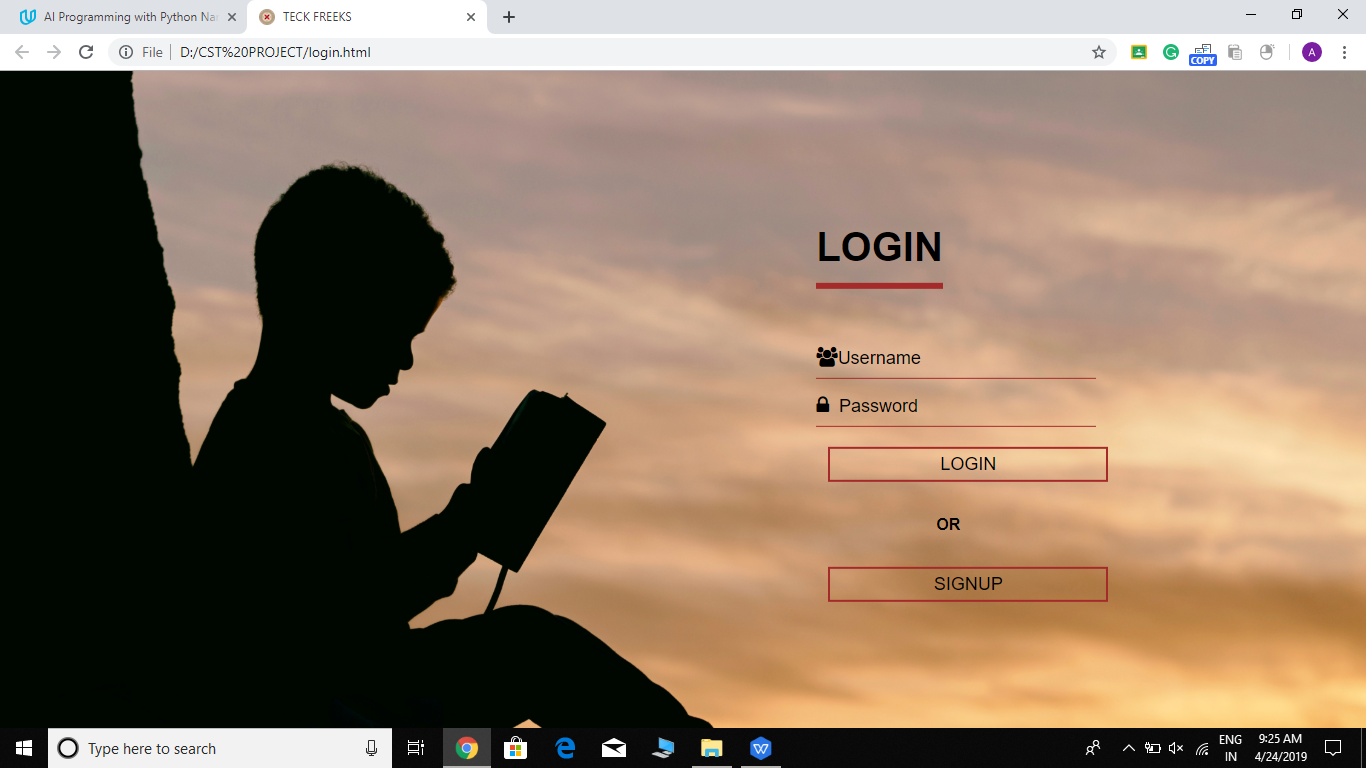 AI Programming with Python Nar
TECK FREEKS
File
D:/CST%20PROJECT/login.html
COPY
A
LOGIN
Username
Password
LOGIN
OR
SIGNUP
Type here to search
ENG
IN
9:25 AM
4/24/2019